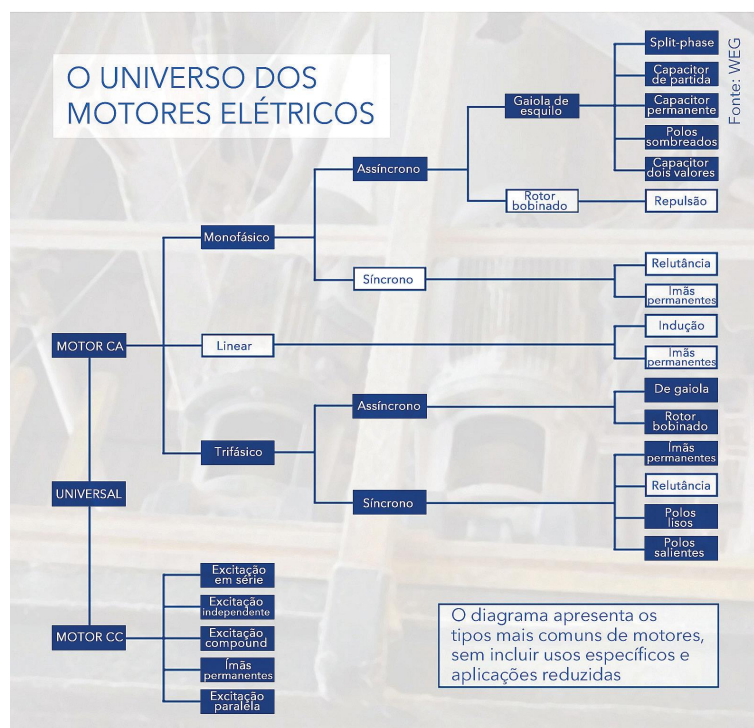 O UNIVERSO DOS
MOTORES ELÉTRICOS
Fonte: WEG
Split-phase
Capacitor
de partida
Gaiola de
esquilo
Capacitor
permanente
Polos
sombreados
Capacitor
dois valores
Assíncrono
Rotor
bobinado
Repulsão
Monofásico
Síncrono
Relutância
Imãs
permanentes
MOTOR CA
Linear
Indução
Imãs
permanentes
De gaiola
Assíncrono
Rotor
bobinado
Trifásico
Ímãs
permanentes
Relutância
Síncrono
Polos
lisos
Polos
salientes
UNIVERSAL
Excitação
em série
Excitação
independente
MOTOR CC
Excitação
compound
Ímãs
permanentes
Excitação
paralela
O diagrama apresenta os
tipos mais comuns de motores,
sem incluir usos específicos e
aplicações reduzidas